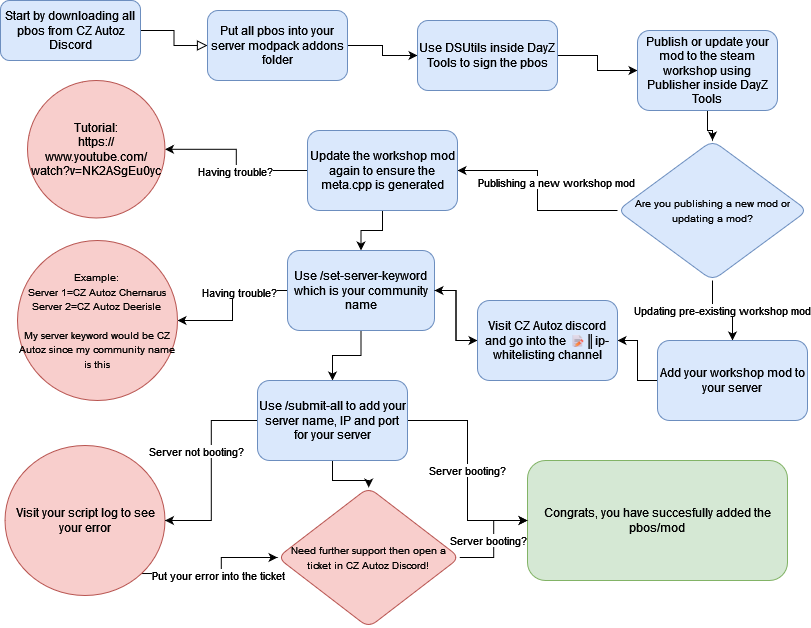 Start by downloading all
pbos from CZ Autoz
Discord
Put all pbos into your
server modpack addons
folder
Use DSUtils inside DayZ
Tools to sign the pbos
Publish or update your
mod to the steam
workshop using
Publisher inside DayZ
Tools
Tutorial:
https://
www.youtube.com/
watch?v=NK2ASgEu0yc
Having trouble?
Update the workshop mod
again to ensure the
meta.cpp is generated
Publishing a new workshop mod
Are you publishing a new mod or
updating a mod?
Example:
Server 1=CZ Autoz Chernarus
Server 2=CZ Autoz Deerisle
My server keyword would be CZ
Autoz since my community name
is this
Having trouble?
Use /set-server-keyword
which is your community
name
Updating pre-existing workshop mod
Visit CZ Autoz discord
and go into the 📝║ip-
whitelisting channel
Add your workshop mod to
your server
Use /submit-all to add your
server name, IP and port
for your server
Server not booting?
Server booting?
Visit your script log to see
your error
Put your error into the ticket
Need further support then open a
ticket in CZ Autoz Discord!
Server booting?
Congrats, you have succesfully added the
pbos/mod